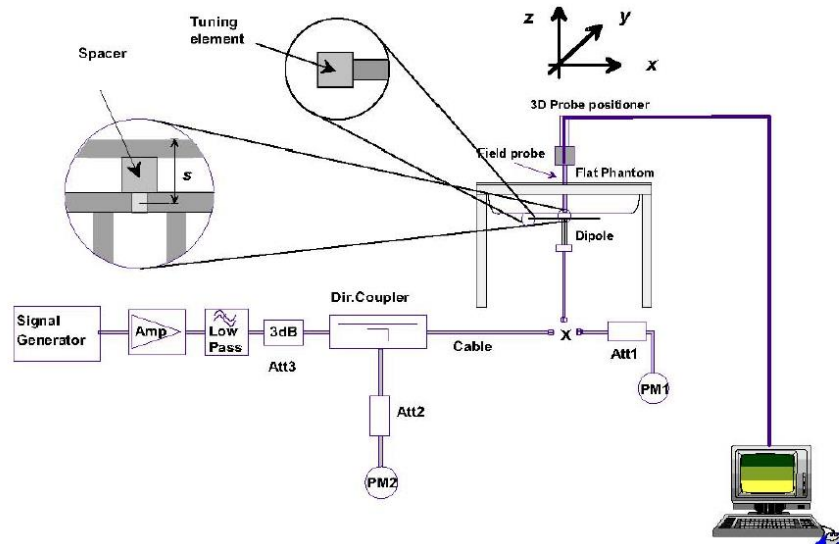 Tuning
element
z
y
x
Spacer
3D Probe positioner
Field probe
Flat Phantom
s
Dipole
Dir.Coupler
Signal
Generator
Amp
Low
Pass
3dB
Cable
X
Att3
Att1
PM1
Att2
PM2